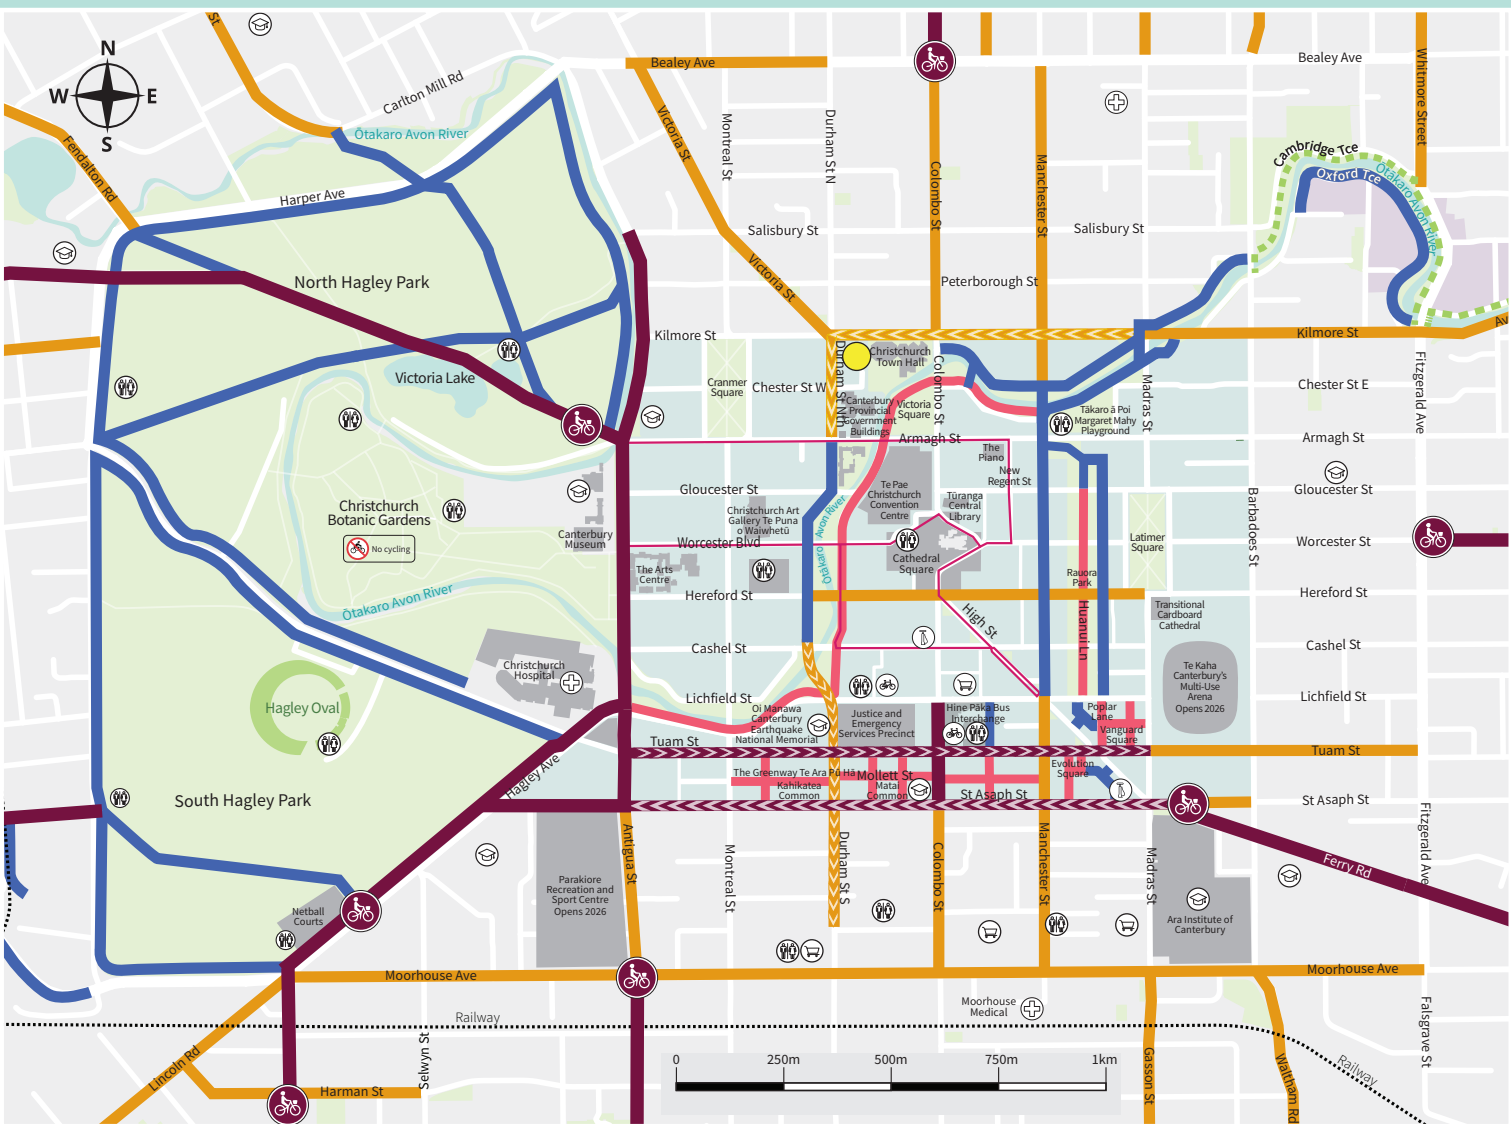 St
N
W
E
S
Bealey Ave
Bealey Ave
Carlton Mill Rd
Ōtakaro Avon River
Fendalton Rd
Harper Ave
Victoria St
Montreal St
Durham St N
Colombo St
Manchester St
Whitmore Street
Cambridge Tce
Oxford Tce
Ōtākaro Avon River
Salisbury St
Salisbury St
Victoria St
Peterborough St
North Hagley Park
Kilmore St
Kilmore St
Av
Durham St Nth
Christchurch
Town Hall
Colombo St
Madras St
Fitzgerald Ave
Victoria Lake
Cranmer
Square
Chester St W
Chester St E
Canterbury
Provincial
Government
Buildings
Victoria
Square
Tākaro ā Poi
Margaret Mahy
Playground
Armagh St
Armagh St
The
Piano
New
Regent St
Gloucester St
Gloucester St
Te Pae
Christchurch
Convention
Centre
Tūranga
Central
Library
Christchurch
Botanic Gardens
No cycling
Christchurch Art
Gallery Te Puna
o Waiwhetū
Ōtākaro Avon River
Canterbury
Museum
Worcester Blvd
Worcester St
Latimer
Square
Barbadoes St
Cathedral
Square
The Arts
Centre
Rauora
Park
Hereford St
Hereford St
Ōtakaro Avon River
High St
Huanui Ln
Transitional
Cardboard
Cathedral
Cashel St
Cashel St
Christchurch
Hospital
Te Kaha
Canterbury's
Multi-Use
Arena
Opens 2026
Lichfield St
Lichfield St
Hagley Oval
Oi Manawa
Canterbury
Earthquake
National Memorial
Justice and
Emergency
Services Precinct
Hine Pāka Bus
Interchange
Poplar
Lane
Vanguard
Square
Tuam St
Tuam St
Hagley Ave
The Greenway Te Ara Pū Hā
Mollett St
Evolution
Square
Kahikatea
Common
Matai
Common
St Asaph St
St Asaph St
South Hagley Park
Antigua St
Montreal St
Durham St S
Colombo St
Manchester St
Madras St
Fitzgerald Ave
Ferry Rd
Netball
Courts
Parakiore
Recreation and
Sport Centre
Opens 2026
Ara Institute of
Canterbury
Moorhouse Ave
Moorhouse Ave
Moorhouse
Medical
Railway
Railway
Lincoln Rd
Selwyn St
Harman St
Gasson St
Waltham Rd
Falsgrave St
0
250m
500m
750m
1km